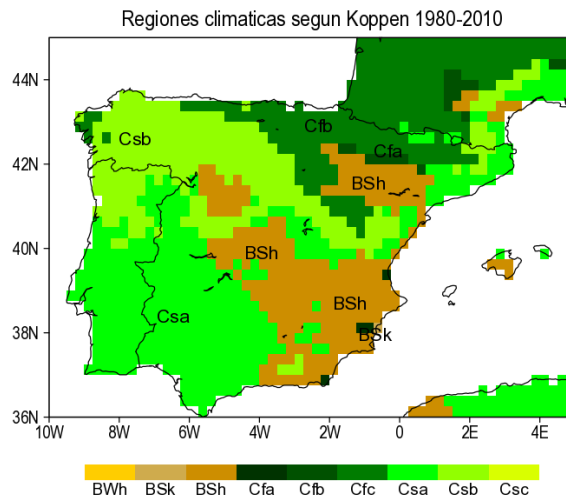 Regiones climaticas segun Koppen 1980-2010
44N
Cfb
Csb
Cfa
42N
BSh
40N
BSh
BSh
Csa
38N
BSk
36N
10W 8W 6W 4W 2W 0 2E 4E
BWh BSk BSh Cfa Cfb Cfc Csa Csb Csc